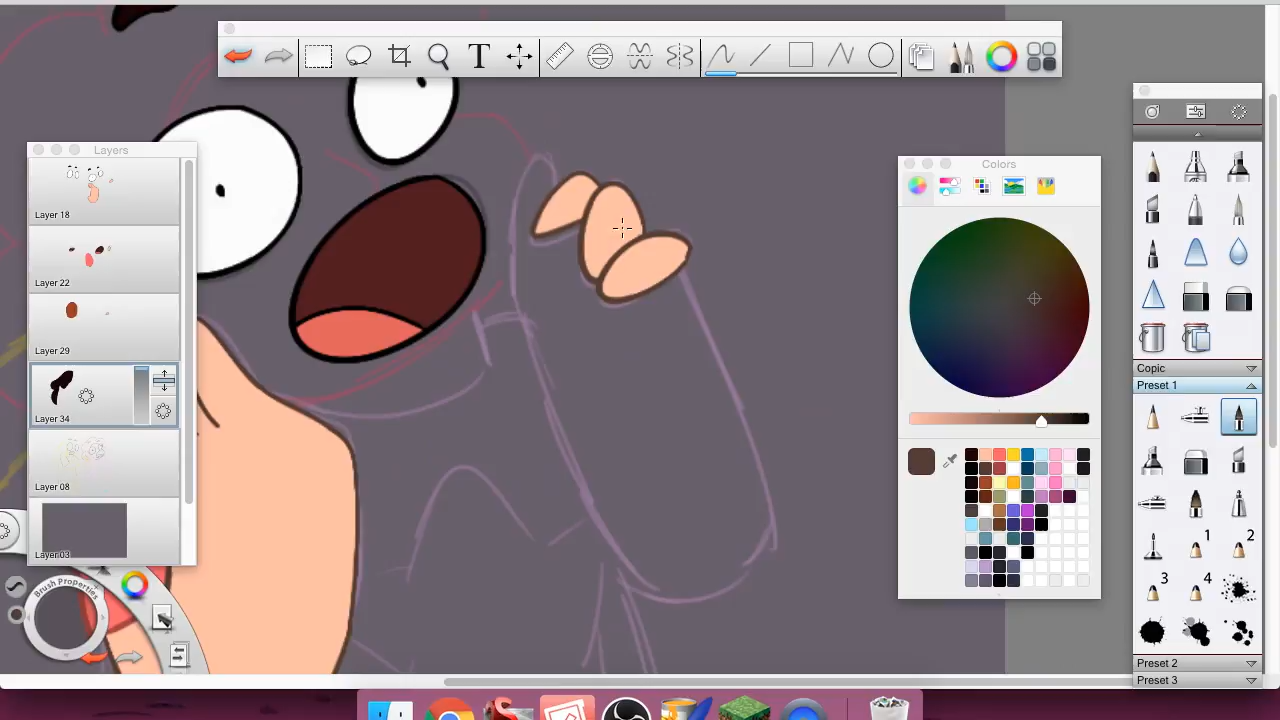 T
Layers
Layer 18
Layer 22
Layer 29
Layer 34
Layer 08
Layer 03
Brush Properties
Colors
Copic
Preset 1
1
2
3
4
Preset 2
Preset 3